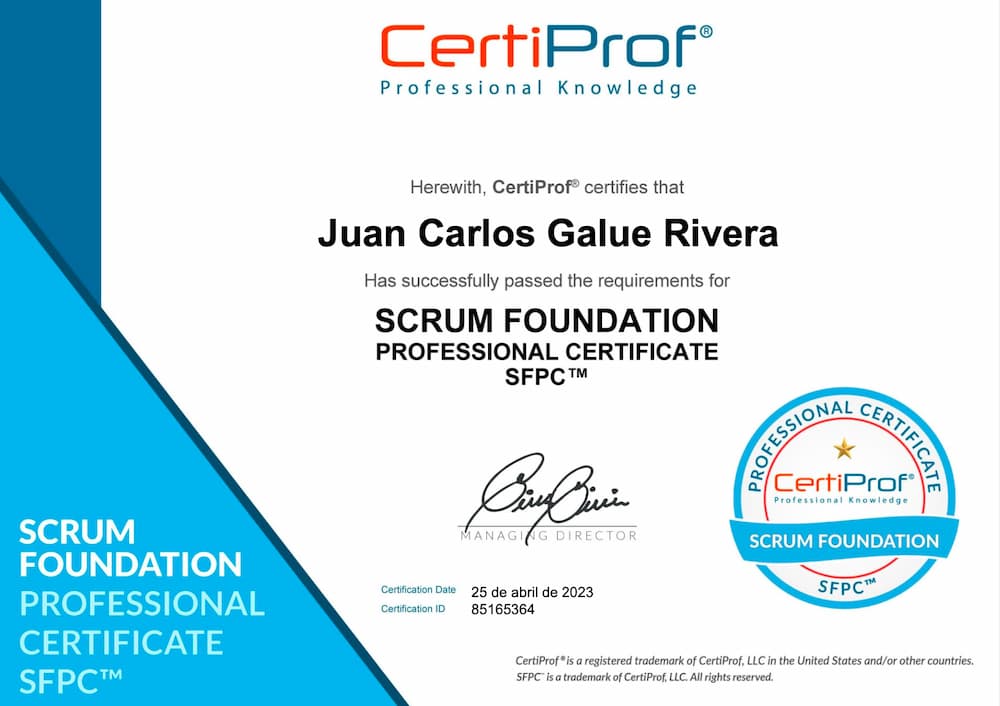 CertiProf®
Professional Knowledge
Herewith, CertiProf® certifies that
Juan Carlos Galue Rivera
Has successfully passed the requirements for
SCRUM FOUNDATION
PROFESSIONAL CERTIFICATE
SFPC™
MANAGING DIRECTOR
Certification Date 25 de abril de 2023
Certification ID 85165364
PROFESSIONAL CERTIFICATE
CertiProf®
Professional Knowledge
SCRUM FOUNDATION
SFPC™
SCRUM
FOUNDATION
PROFESSIONAL
CERTIFICATE
SFPC™
CertiProf® is a registered trademark of CertiProf, LLC in the United States and/or other countries.
SFPC™ is a trademark of CertiProf, LLC. All rights reserved.